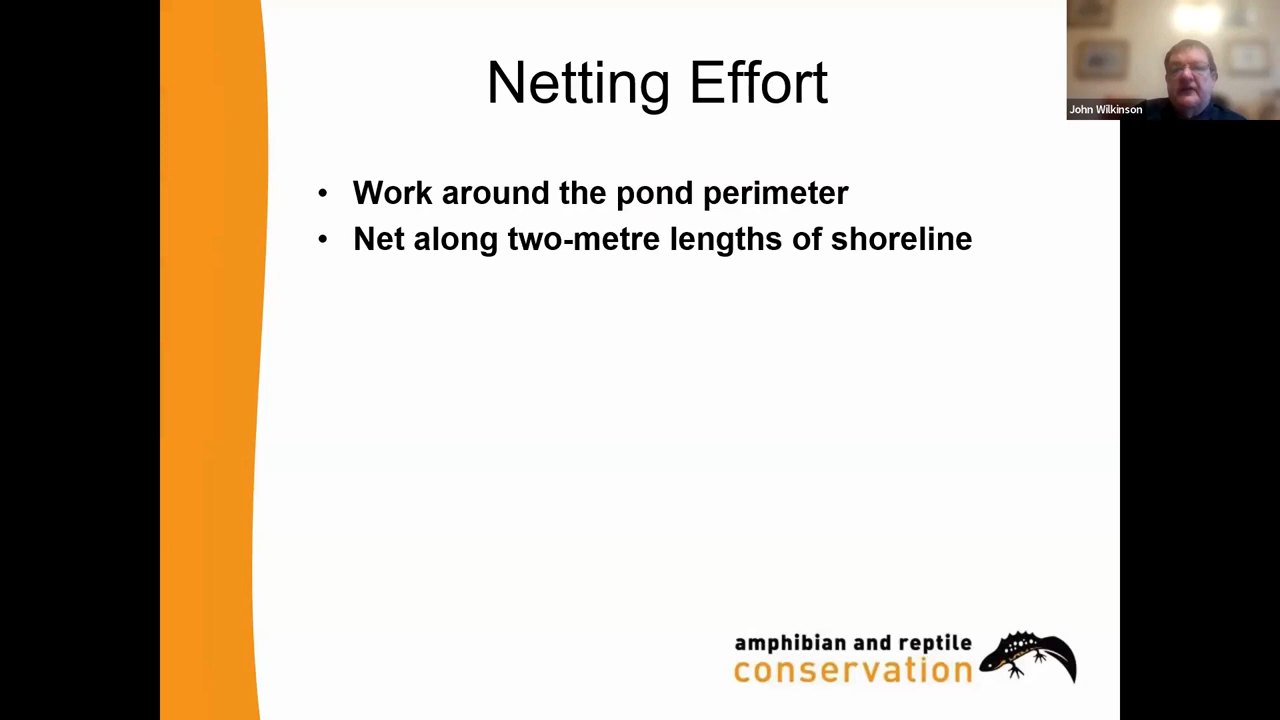 Netting Effort
John Wilkinson
• Work around the pond perimeter
• Net along two-metre lengths of shoreline
amphibian and reptile
conservation